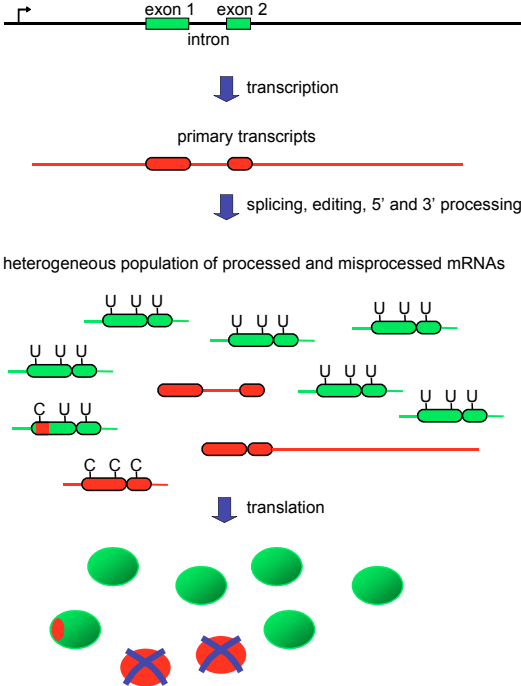 exon 1 exon 2
intron
transcription
primary transcripts
splicing, editing, 5' and 3' processing
heterogeneous population of processed and misprocessed mRNAs
U U U
U U U
U U U
U U U
U U U
C U U
U U U
C C C
translation